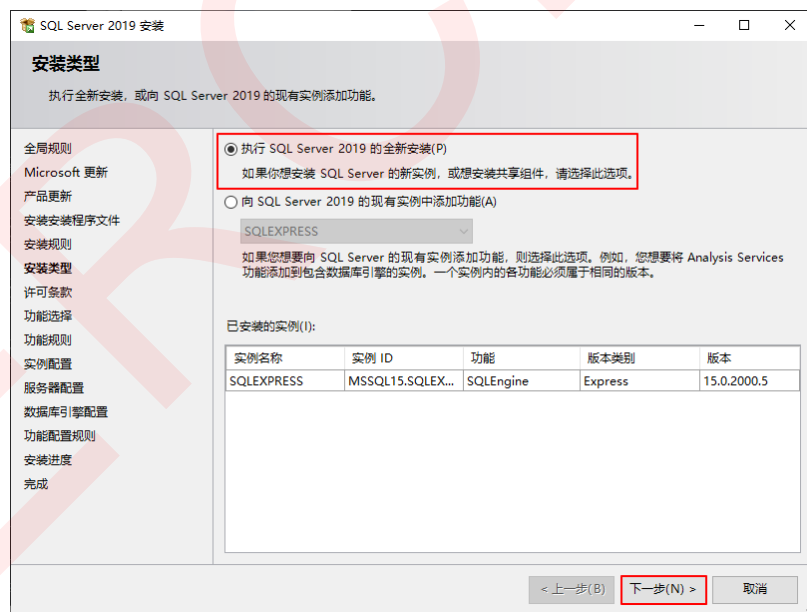 SQL Server 2019 安装
安装类型
执行全新安装，或向 SQL Server 2019 的现有实例添加功能。
全局规则
Microsoft 更新
产品更新
安装安装程序文件
安装规则
安装类型
许可条款
功能选择
功能规则
实例配置
服务器配置
数据库引擎配置
功能配置规则
安装进度
完成
执行 SQL Server 2019 的全新安装(P)
如果你想安装 SQL Server 的新实例，或想安装共享组件，请选择此选项。
向 SQL Server 2019 的现有实例中添加功能(A)
SQLEXPRESS
如果您想要向 SQL Server 的现有实例添加功能，则选择此选项。例如，您想要将 Analysis Services
功能添加到包含数据库引擎的实例。一个实例内的各功能必须属于相同的版本。
已安装的实例(I):
实例名称 实例 ID 功能 版本类别 版本
SQLEXPRESS MSSQL15.SQLEX... SQLEngine Express 15.0.2000.5
< 上一步(B) 下一步(N) > 取消